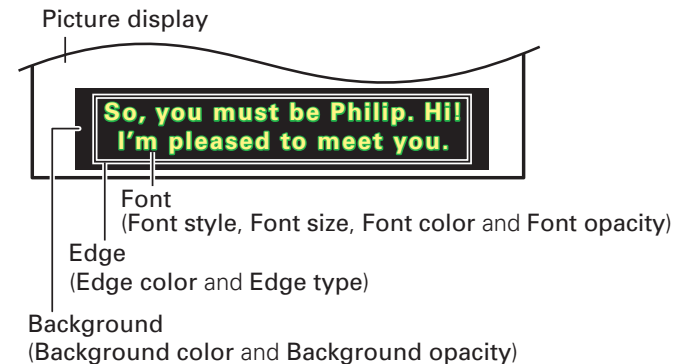 Picture display
So, you must be Philip. Hi!
I’m pleased to meet you.
Font
(Font style, Font size, Font color and Font opacity)
Edge
(Edge color and Edge type)
Background
(Background color and Background opacity)